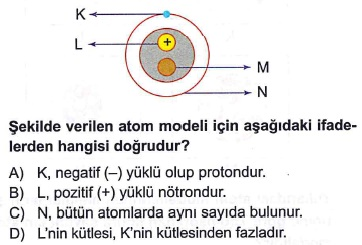 K
L
+
M
N
Şekilde verilen atom modeli için aşağıdaki ifade-
lerden hangisi doğrudur?
A) K, negatif (–) yüklü olup protondur.
B) L, pozitif (+) yüklü nötrondur.
C) N, bütün atomlarda aynı sayıda bulunur.
D) L'nin kütlesi, K'nin kütlesinden fazladır.